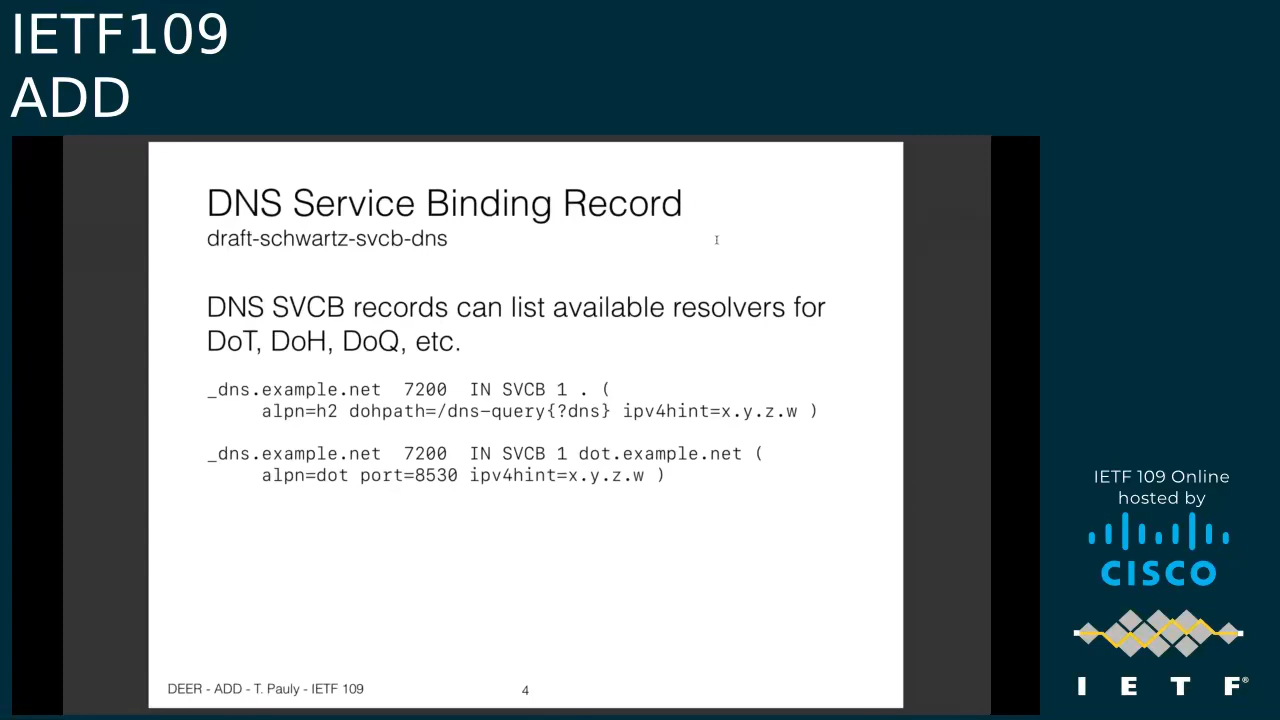 IETF109
ADD
DNS Service Binding Record
draft-schwartz-svcb-dns
DNS SVCB records can list available resolvers for
DoT, DoH, DoQ, etc.
_dns.example.net  7200  IN SVCB 1 . (
     alpn=h2 dohpath=/dns-query{?dns} ipv4hint=x.y.z.w )
_dns.example.net  7200  IN SVCB 1 dot.example.net (
     alpn=dot port=8530 ipv4hint=x.y.z.w )
DEER - ADD - T. Pauly - IETF 109
4
IETF 109 Online
hosted by
CISCO
I E T F®